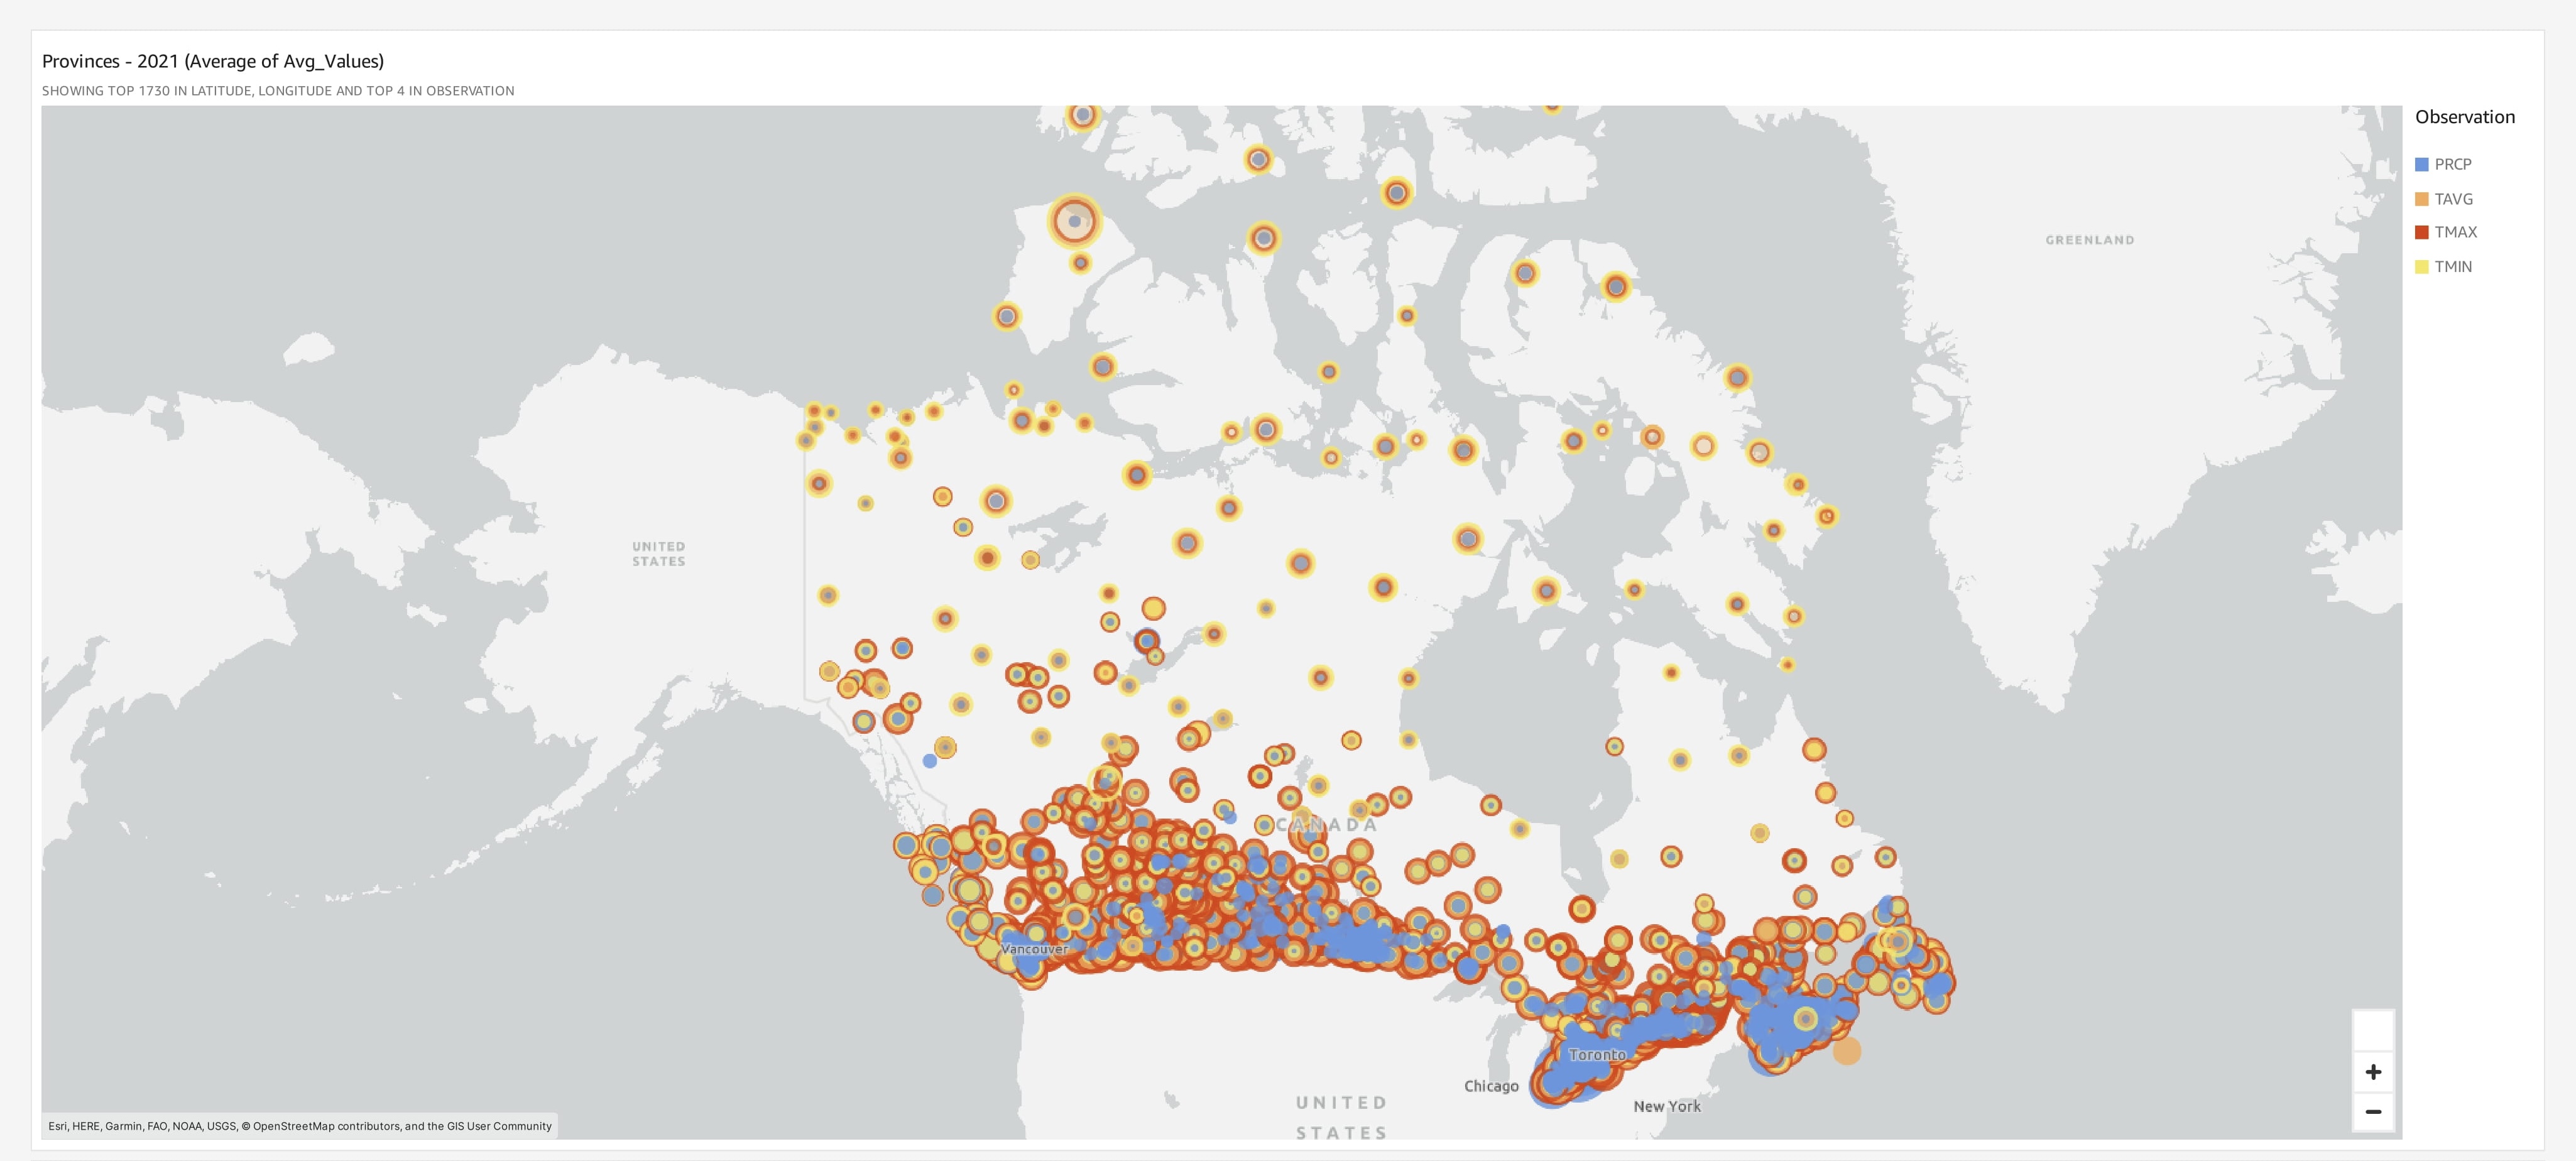 Provinces - 2021 (Average of Avg_Values)
SHOWING TOP 1730 IN LATITUDE, LONGITUDE AND TOP 4 IN OBSERVATION
Observation
PRCP
TAVG
TMAX
TMIN
GREENLAND
UNITED
STATES
CANADA
Vancouver
Toronto
Chicago
New York
UNITED
STATES
+
−
Esri, HERE, Garmin, FAO, NOAA, USGS, © OpenStreetMap contributors, and the GIS User Community